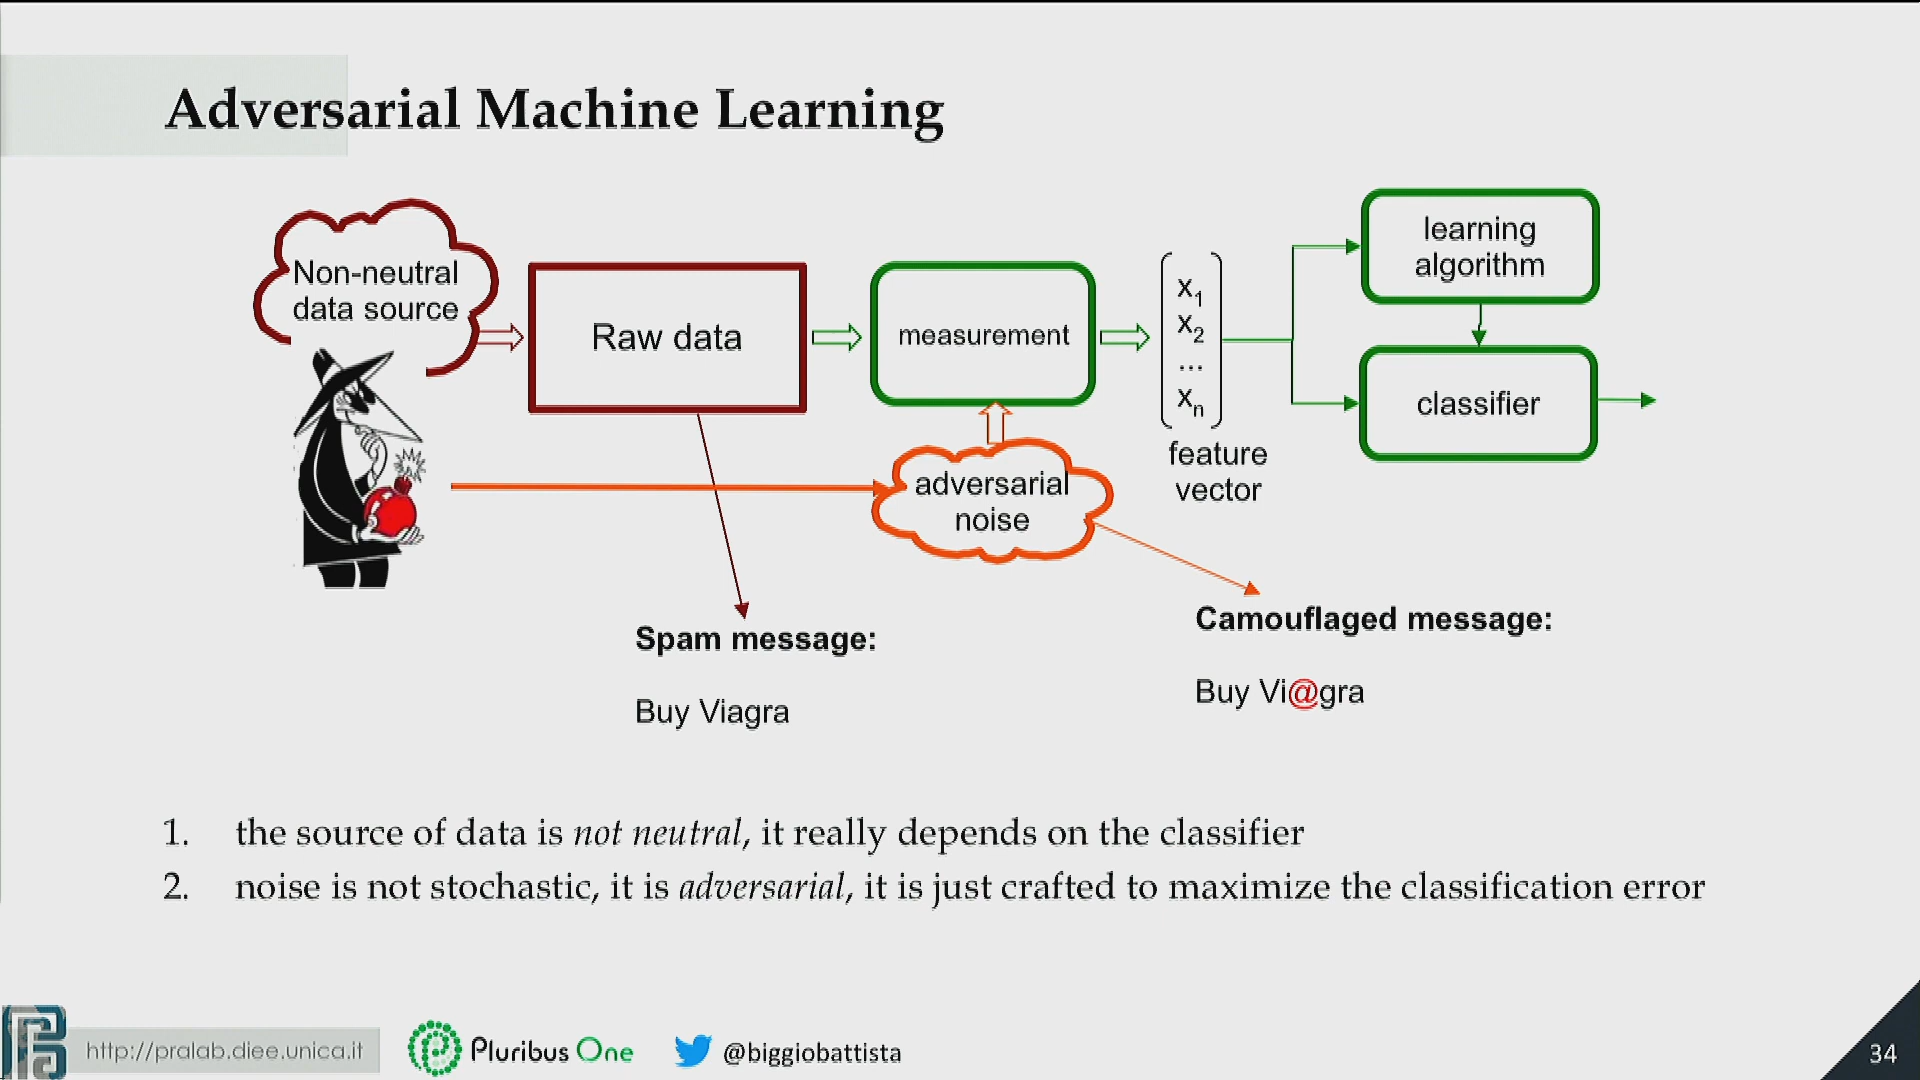 Adversarial Machine Learning
Non-neutral
data source
Raw data
measurement
x1
x2
...
xn
feature
vector
learning
algorithm
classifier
adversarial
noise
Spam message:
Buy Viagra
Camouflaged message:
Buy Vi@gra
1. the source of data is not neutral, it really depends on the classifier
2. noise is not stochastic, it is adversarial, it is just crafted to maximize the classification error
http://pralab.diee.unica.it
Pluribus One
@biggiobattista
34